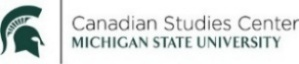 Canadian Studies Center
MICHIGAN STATE UNIVERSITY